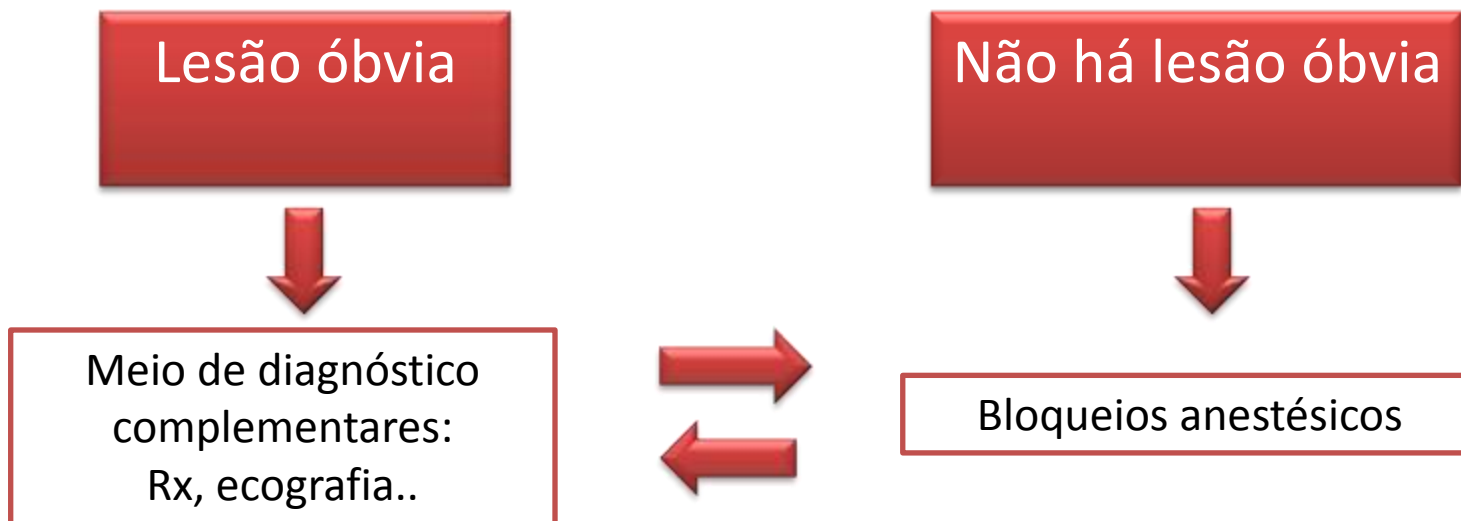 Lesão óbvia
Não há lesão óbvia
Meio de diagnóstico
complementares:
Rx, ecografia..
Bloqueios anestésicos